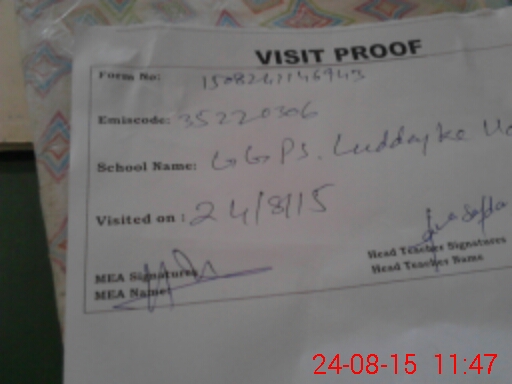 VISIT PROOF
Form No:
Emiscode: 35220306
School Name: GGPS. Luddayke
Visited on : 24/8/15
MEA Signatures
MEA Name:
Head Teacher Signatures
Head Teacher Name
24-08-15 11:47